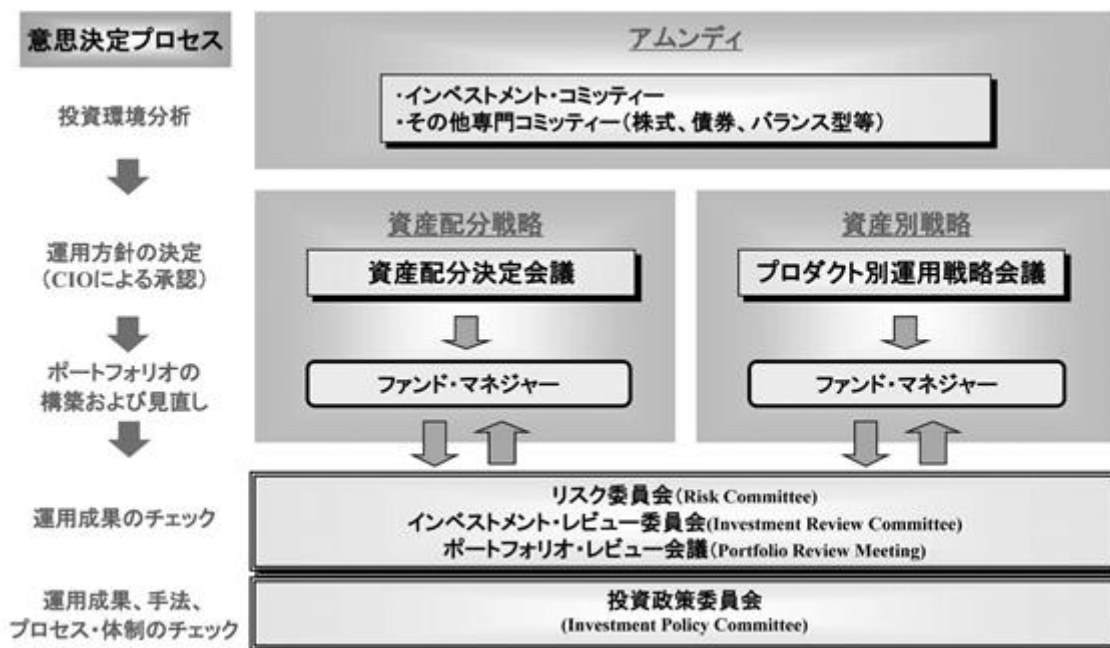 意思決定プロセス
アムンディ
投資環境分析
・インベストメント・コミッティー
・その他専門コミッティー(株式、債券、バランス型等)
資産配分戦略
資産別戦略
運用方針の決定
(CIOによる承認)
資産配分決定会議
プロダクト別運用戦略会議
ポートフォリオの
構築および見直し
ファンド・マネジャー
ファンド・マネジャー
運用成果のチェック
リスク委員会(Risk Committee)
インベストメント・レビュー委員会(Investment Review Committee)
ポートフォリオ・レビュー会議(Portfolio Review Meeting)
運用成果、手法、
プロセス・体制のチェック
投資政策委員会
(Investment Policy Committee)